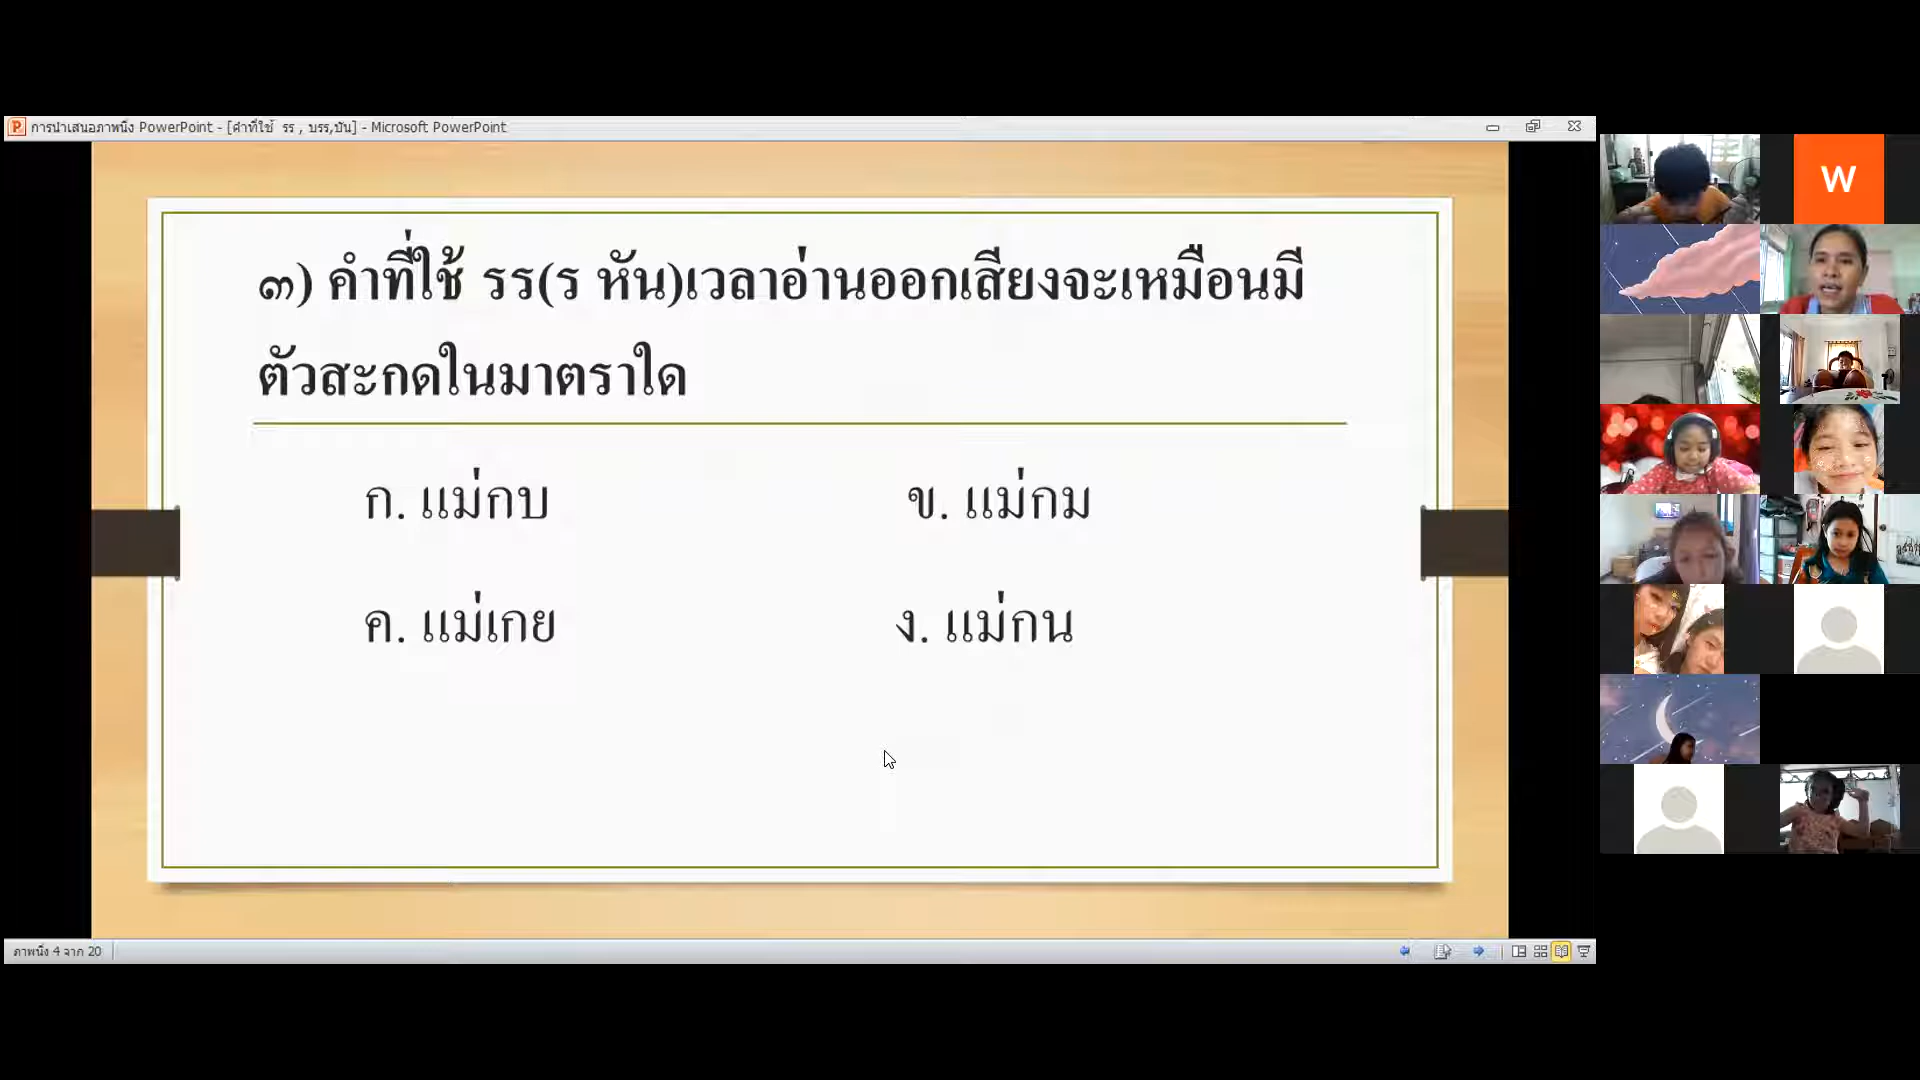 การนำเสนอภาพนิ่ง PowerPoint - [คำที่ใช้ รร , บรร,บัน] - Microsoft PowerPoint
๓) คำที่ใช้ รร(ร หัน)เวลาอ่านออกเสียงจะเหมือนมี
ตัวสะกดในมาตราใด
ก. แม่กบ
ข. แม่กม
ค. แม่เกย
ง. แม่กน
ภาพนิ่ง 4 จาก 20
W